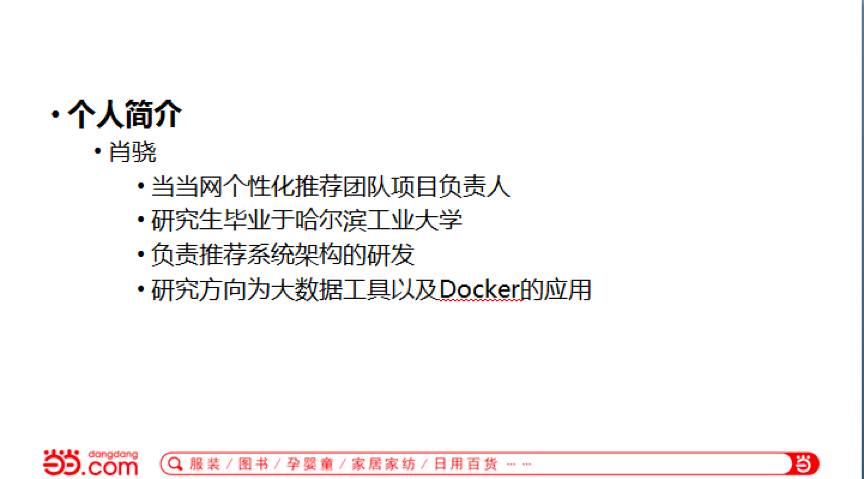 • 个人简介
• 肖骁
• 当当网个性化推荐团队项目负责人
• 研究生毕业于哈尔滨工业大学
• 负责推荐系统架构的研发
• 研究方向为大数据工具以及Docker的应用
当当 dangdang
.com
服装 / 图书 / 孕婴童 / 家居家纺 / 日用百货 ⋯ ⋯
当